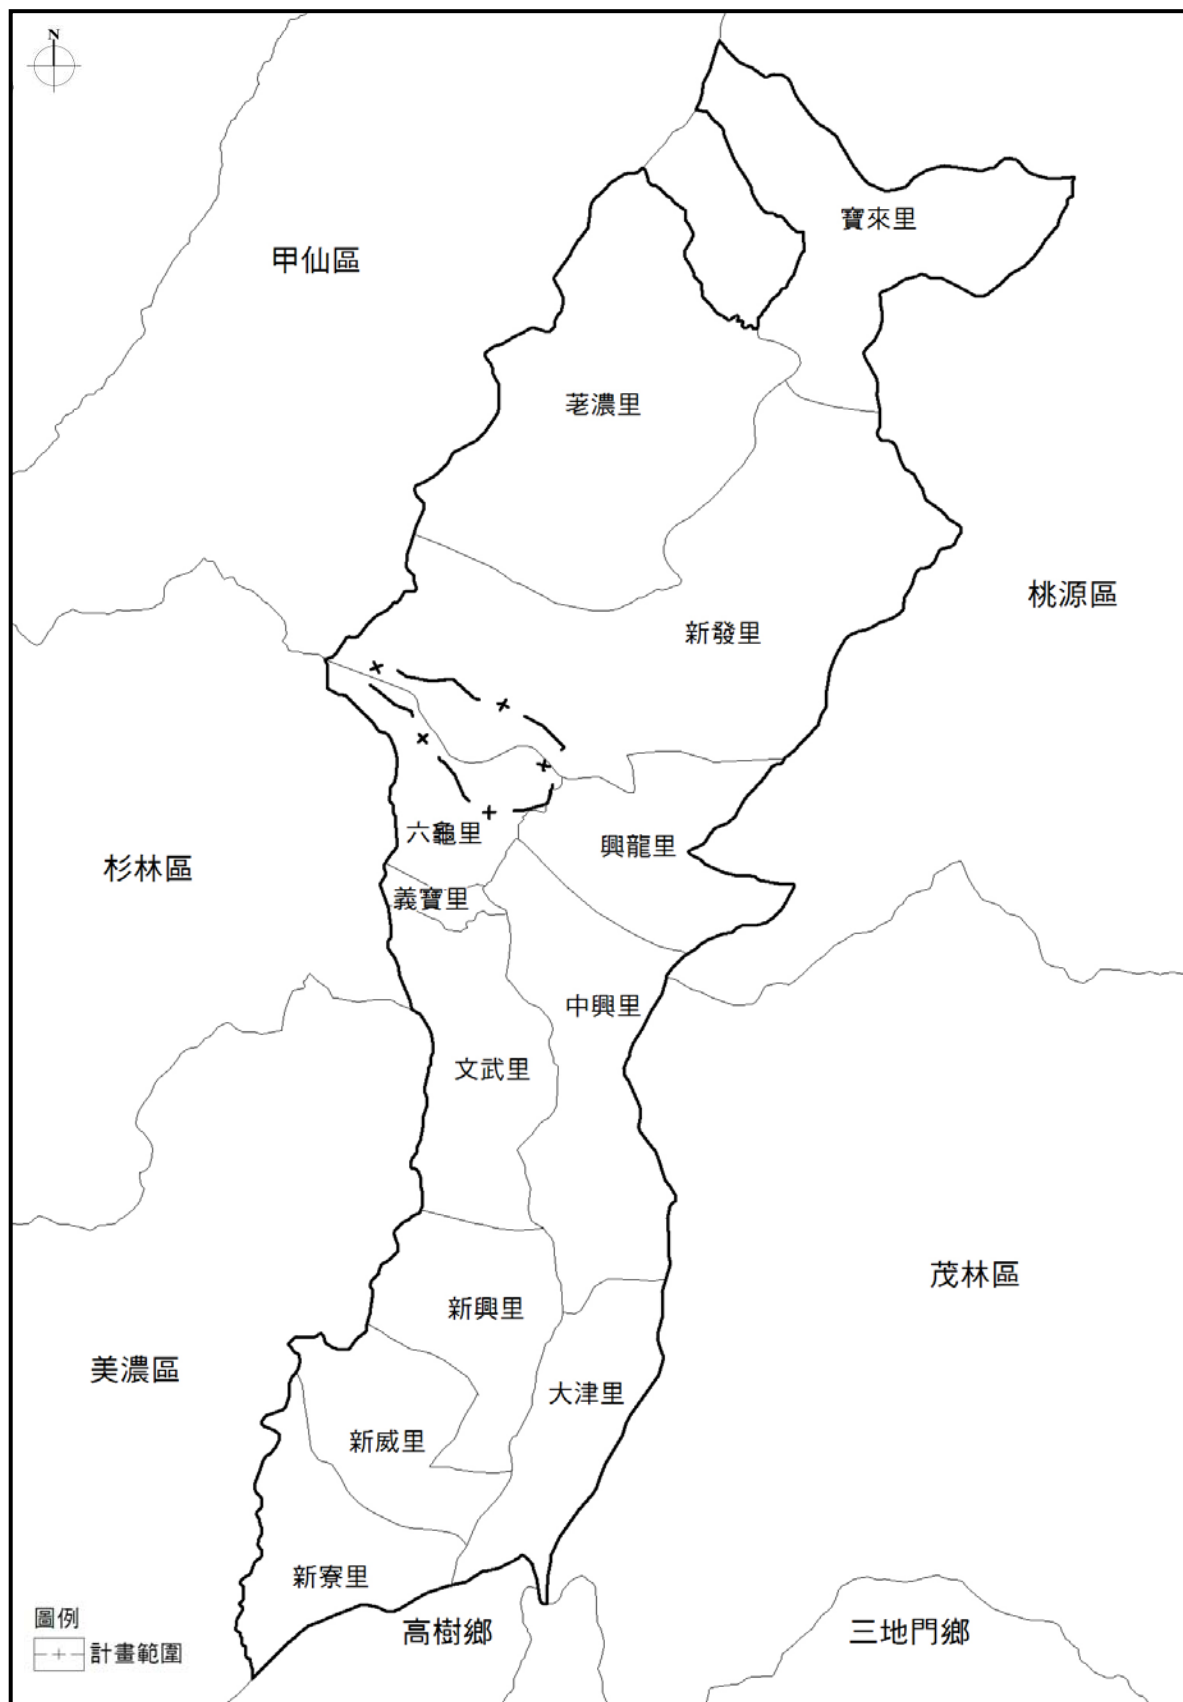 N
寶來里
甲仙區
荖濃里
桃源區
新發里
六龜里
興龍里
杉林區
義寶里
中興里
文武里
茂林區
新興里
美濃區
大津里
新威里
新寮里
圖例
高樹鄉
三地門鄉
計畫範圍